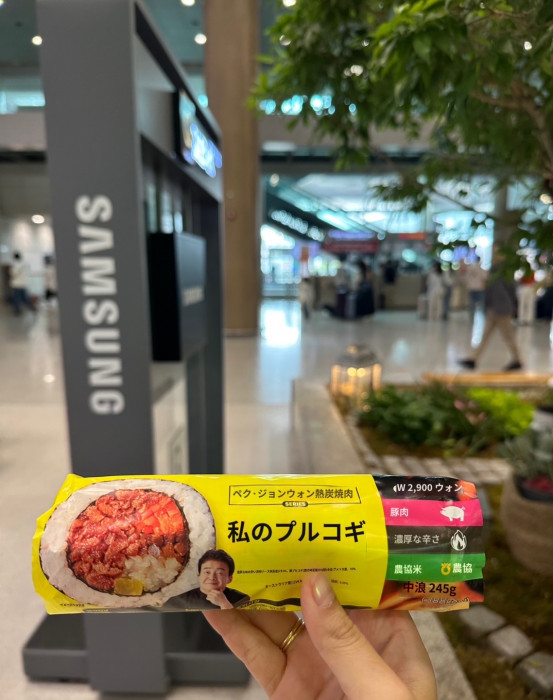 SAMSUNG
ペク・ジョンウォン熱炭焼肉
私のプルコギ
₩ 2,900 ウォン
豚肉
濃厚な辛さ
農協米 農協
中浪 245g